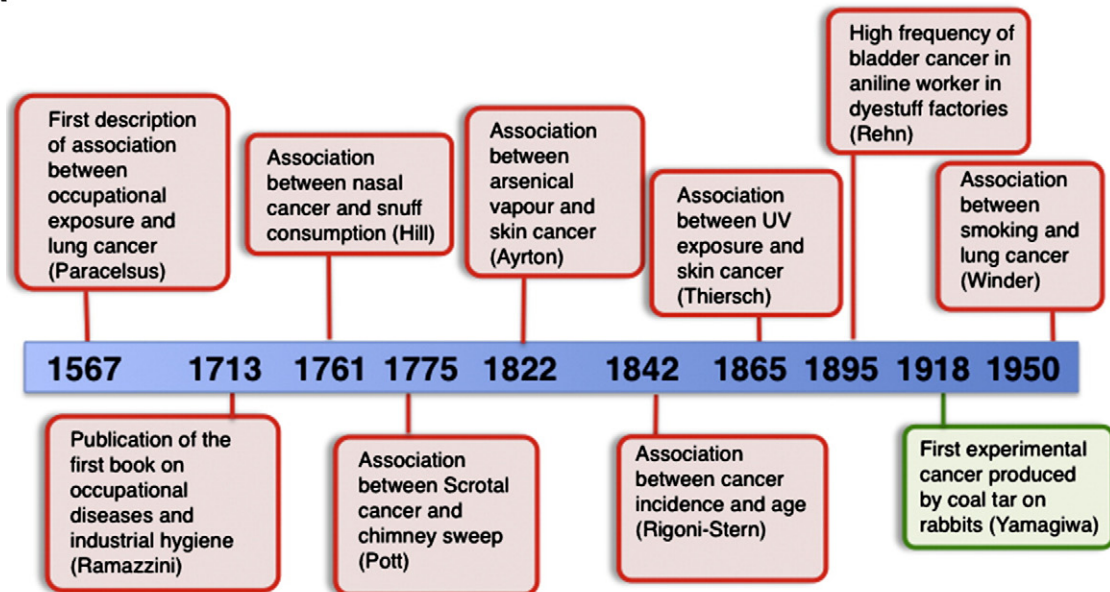 First description
of association
between
occupational
exposure and
lung cancer
(Paracelsus)
Association
between nasal
cancer and snuff
consumption (Hill)
Association
between
arsenical
vapour and
skin cancer
(Ayrton)
Association
between UV
exposure and
skin cancer
(Thiersch)
High frequency of
bladder cancer in
aniline worker in
dyestuff factories
(Rehn)
Association
between
smoking and
lung cancer
(Winder)
1567 1713 1761 1775 1822 1842 1865 1895 1918 1950
Publication of the
first book on
occupational
diseases and
industrial hygiene
(Ramazzini)
Association
between Scrotal
cancer and
chimney sweep
(Pott)
Association
between cancer
incidence and age
(Rigoni-Stern)
First experimental
cancer produced
by coal tar on
rabbits (Yamagiwa)